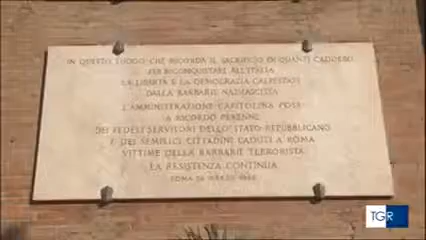 IN QUESTO LUOGO CHE RICORDA IL SACRIFICIO DI QUANTI CADDERO
PER RICONQUISTARE ALL'ITALIA
LA LIBERTÀ E LA DEMOCRAZIA CALPESTATE
DALLA BARBARIE NAZIFASCISTA
L'AMMINISTRAZIONE CAPITOLINA POSE
A RICORDO PERENNE
DEI FEDELI SERVITORI DELLO STATO REPUBBLICANO
E DEI SEMPLICI CITTADINI CADUTI A ROMA
VITTIME DELLA BARBARIE TERRORISTA
LA RESISTENZA CONTINUA
ROMA MARZO
TGR